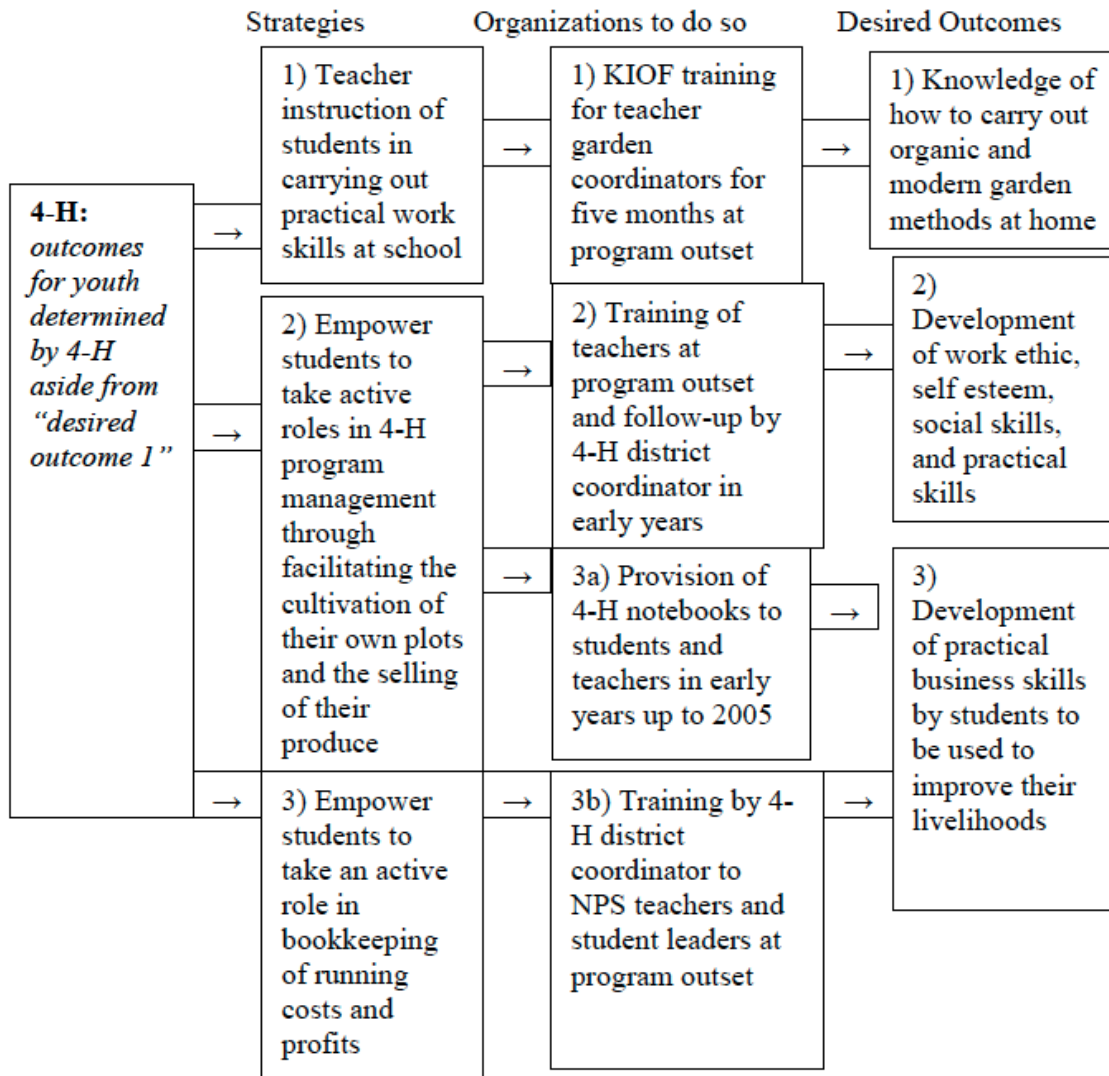 Strategies
Organizations to do so
Desired Outcomes
4-H:
outcomes
for youth
determined
by 4-H
aside from
“desired
outcome 1”
→
→
→
1) Teacher
instruction of
students in
carrying out
practical work
skills at school
→
1) KIOF training
for teacher
garden
coordinators for
five months at
program outset
→
1) Knowledge of
how to carry out
organic and
modern garden
methods at home
2) Empower
students to
take active
roles in 4-H
program
management
through
facilitating the
cultivation of
their own plots
and the selling
of their
produce
→
→
2) Training of
teachers at
program outset
and follow-up by
4-H district
coordinator in
early years
→
2)
Development
of work ethic,
self esteem,
social skills,
and practical
skills
3a) Provision of
4-H notebooks to
students and
teachers in early
years up to 2005
→
3)
Development
of practical
business skills
by students to
be used to
improve their
livelihoods
3) Empower
students to
take an active
role in
bookkeeping
of running
costs and
profits
→
3b) Training by 4-
H district
coordinator to
NPS teachers and
student leaders at
program outset
→